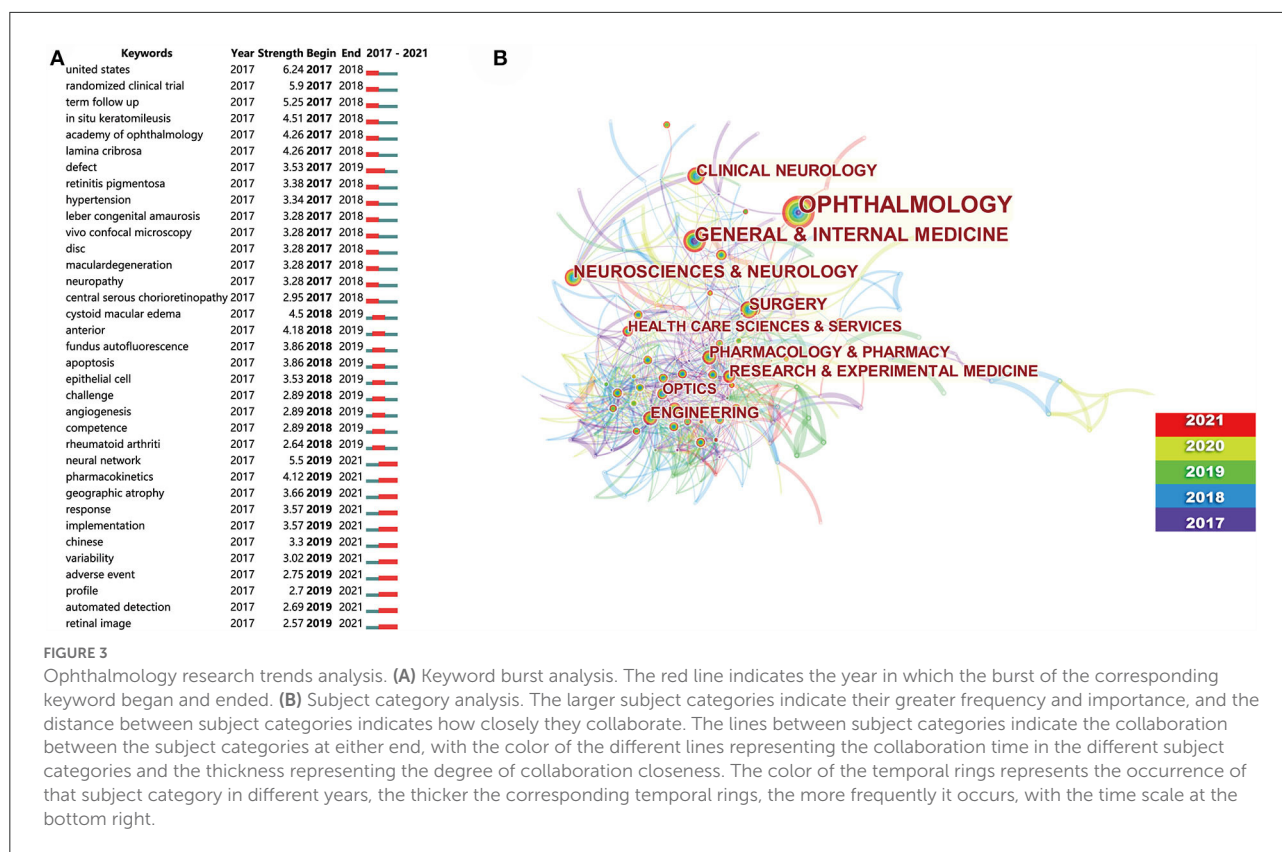 A
Keywords Year Strength Begin End 2017 - 2021
united states 2017 6.24 2017 2018
randomized clinical trial 2017 5.9 2017 2018
term follow up 2017 5.25 2017 2018
in situ keratomileusis 2017 4.51 2017 2018
academy of ophthalmology 2017 4.26 2017 2018
lamina cribrosa 2017 4.26 2017 2018
defect 2017 3.53 2017 2019
retinitis pigmentosa 2017 3.38 2017 2018
hypertension 2017 3.34 2017 2018
leber congenital amaurosis 2017 3.28 2017 2018
vivo confocal microscopy 2017 3.28 2017 2018
disc 2017 3.28 2017 2018
maculardegeneration 2017 3.28 2017 2018
neuropathy 2017 3.28 2017 2018
central serous chorioretinopathy 2017 2.95 2017 2018
cystoid macular edema 2017 4.5 2018 2019
anterior 2017 4.18 2018 2019
fundus autofluorescence 2017 3.86 2018 2019
apoptosis 2017 3.86 2018 2019
epithelial cell 2017 3.53 2018 2019
challenge 2017 2.89 2018 2019
angiogenesis 2017 2.89 2018 2019
competence 2017 2.89 2018 2019
rheumatoid arthriti 2017 2.64 2018 2019
neural network 2017 5.5 2019 2021
pharmacokinetics 2017 4.12 2019 2021
geographic atrophy 2017 3.66 2019 2021
response 2017 3.57 2019 2021
implementation 2017 3.57 2019 2021
chinese 2017 3.3 2019 2021
variability 2017 3.02 2019 2021
adverse event 2017 2.75 2019 2021
profile 2017 2.7 2019 2021
automated detection 2017 2.69 2019 2021
retinal image 2017 2.57 2019 2021
B
CLINICAL NEUROLOGY
OPHTHALMOLOGY
GENERAL & INTERNAL MEDICINE
NEUROSCIENCES & NEUROLOGY
SURGERY
HEALTH CARE SCIENCES & SERVICES
PHARMACOLOGY & PHARMACY
RESEARCH & EXPERIMENTAL MEDICINE
OPTICS
ENGINEERING
2021
2020
2019
2018
2017
FIGURE 3
Ophthalmology research trends analysis. (A) Keyword burst analysis. The red line indicates the year in which the burst of the corresponding
keyword began and ended. (B) Subject category analysis. The larger subject categories indicate their greater frequency and importance, and the
distance between subject categories indicates how closely they collaborate. The lines between subject categories indicate the collaboration
between the subject categories at either end, with the color of the different lines representing the collaboration time in the different subject
categories and the thickness representing the degree of collaboration closeness. The color of the temporal rings represents the occurrence of
that subject category in different years, the thicker the corresponding temporal rings, the more frequently it occurs, with the time scale at the
bottom right.